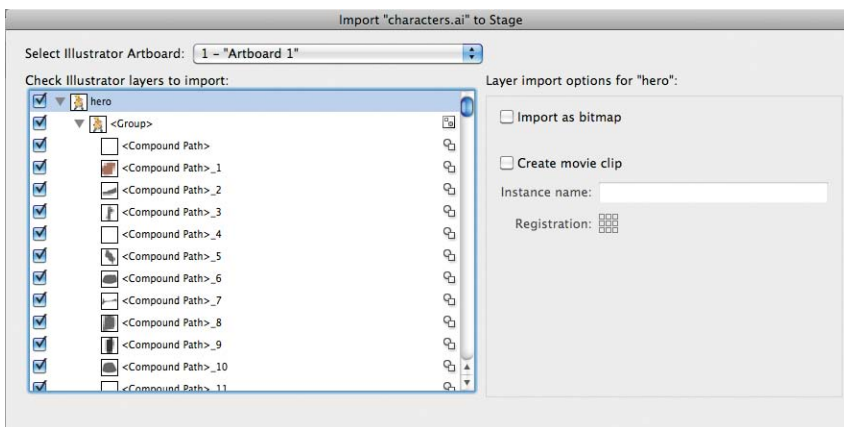 Import "characters.ai" to Stage
Select Illustrator Artboard: 1 – "Artboard 1"
Check Illustrator layers to import:
hero
<Group>
<Compound Path>
<Compound Path>_1
<Compound Path>_2
<Compound Path>_3
<Compound Path>_4
<Compound Path>_5
<Compound Path>_6
<Compound Path>_7
<Compound Path>_8
<Compound Path>_9
<Compound Path>_10
<Compound Path>_11
Layer import options for "hero":
Import as bitmap
Create movie clip
Instance name:
Registration: